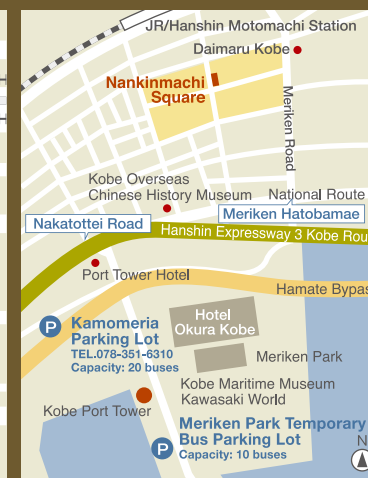 JR/Hanshin Motomachi Station
Daimaru Kobe
Nankinmachi
Square
Meriken Road
Kobe Overseas
Chinese History Museum
National Route
Meriken Hatobamae
Nakatottei Road
Hanshin Expressway 3 Kobe Rou
Port Tower Hotel
Hamate Bypas
Hotel
Okura Kobe
P
Kamomeria
Parking Lot
TEL.078-351-6310
Capacity: 20 buses
Meriken Park
Kobe Maritime Museum
Kawasaki World
Kobe Port Tower
Meriken Park Temporary
Bus Parking Lot
P
Capacity: 10 buses
N